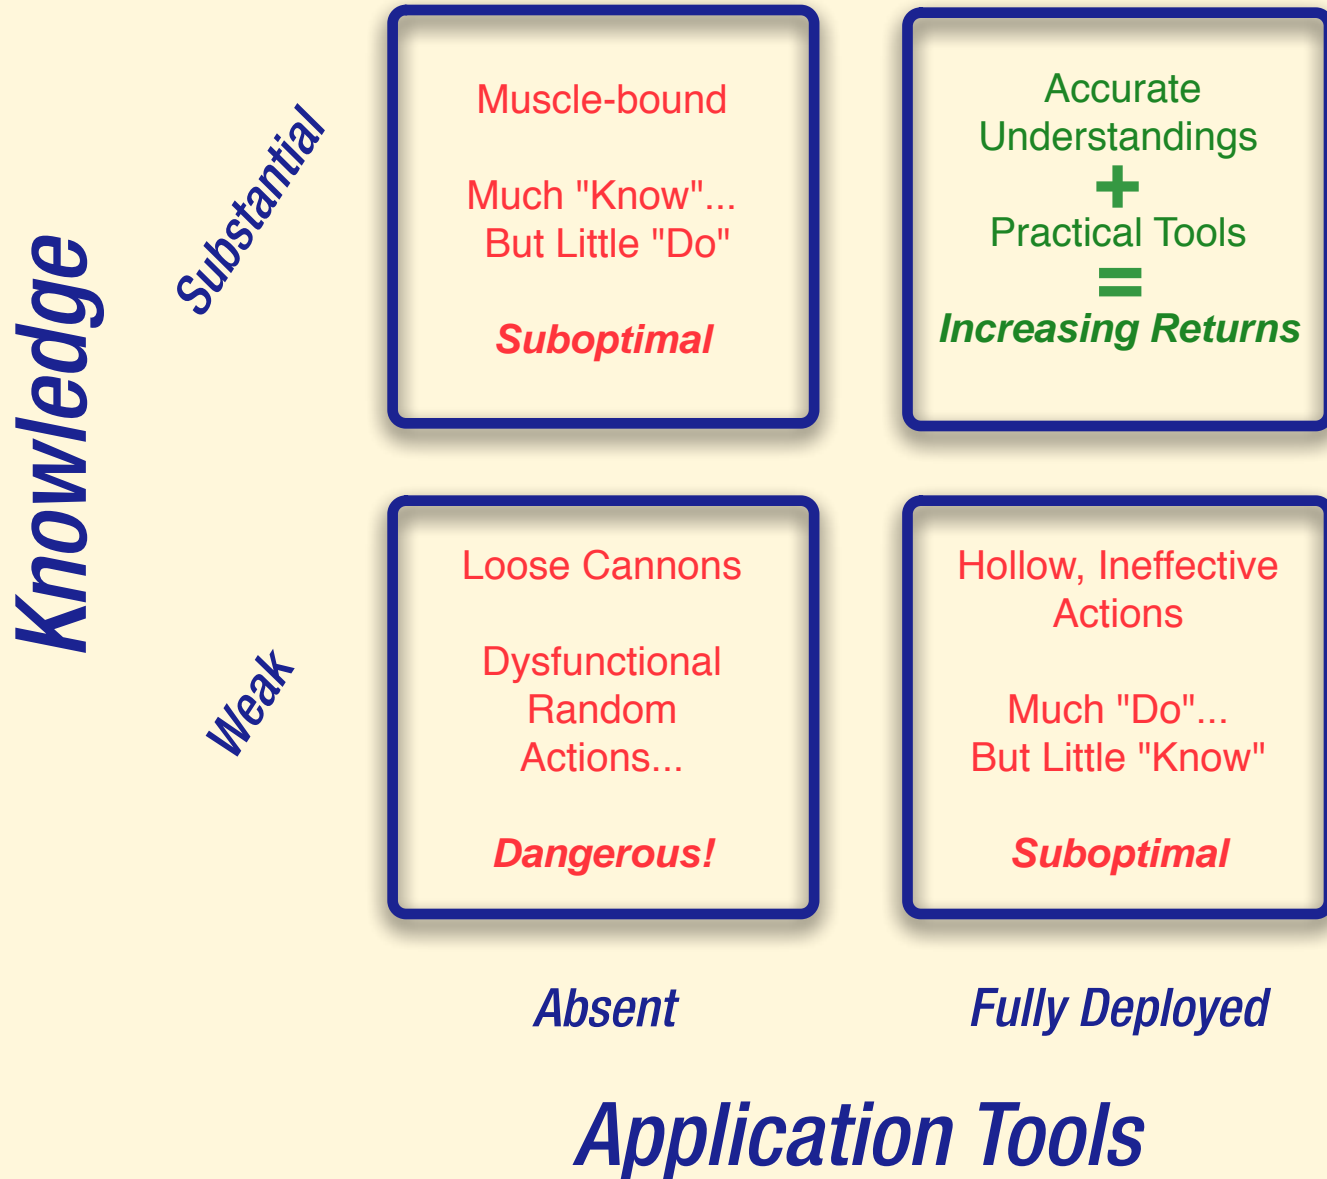 Knowledge
Substantial
Muscle-bound
Much "Know"...
But Little "Do"
Suboptimal
Accurate
Understandings
+
Practical Tools
=
Increasing Returns
Weak
Loose Cannons
Dysfunctional
Random
Actions...
Dangerous!
Hollow, Ineffective
Actions
Much "Do"...
But Little "Know"
Suboptimal
Absent
Fully Deployed
Application Tools